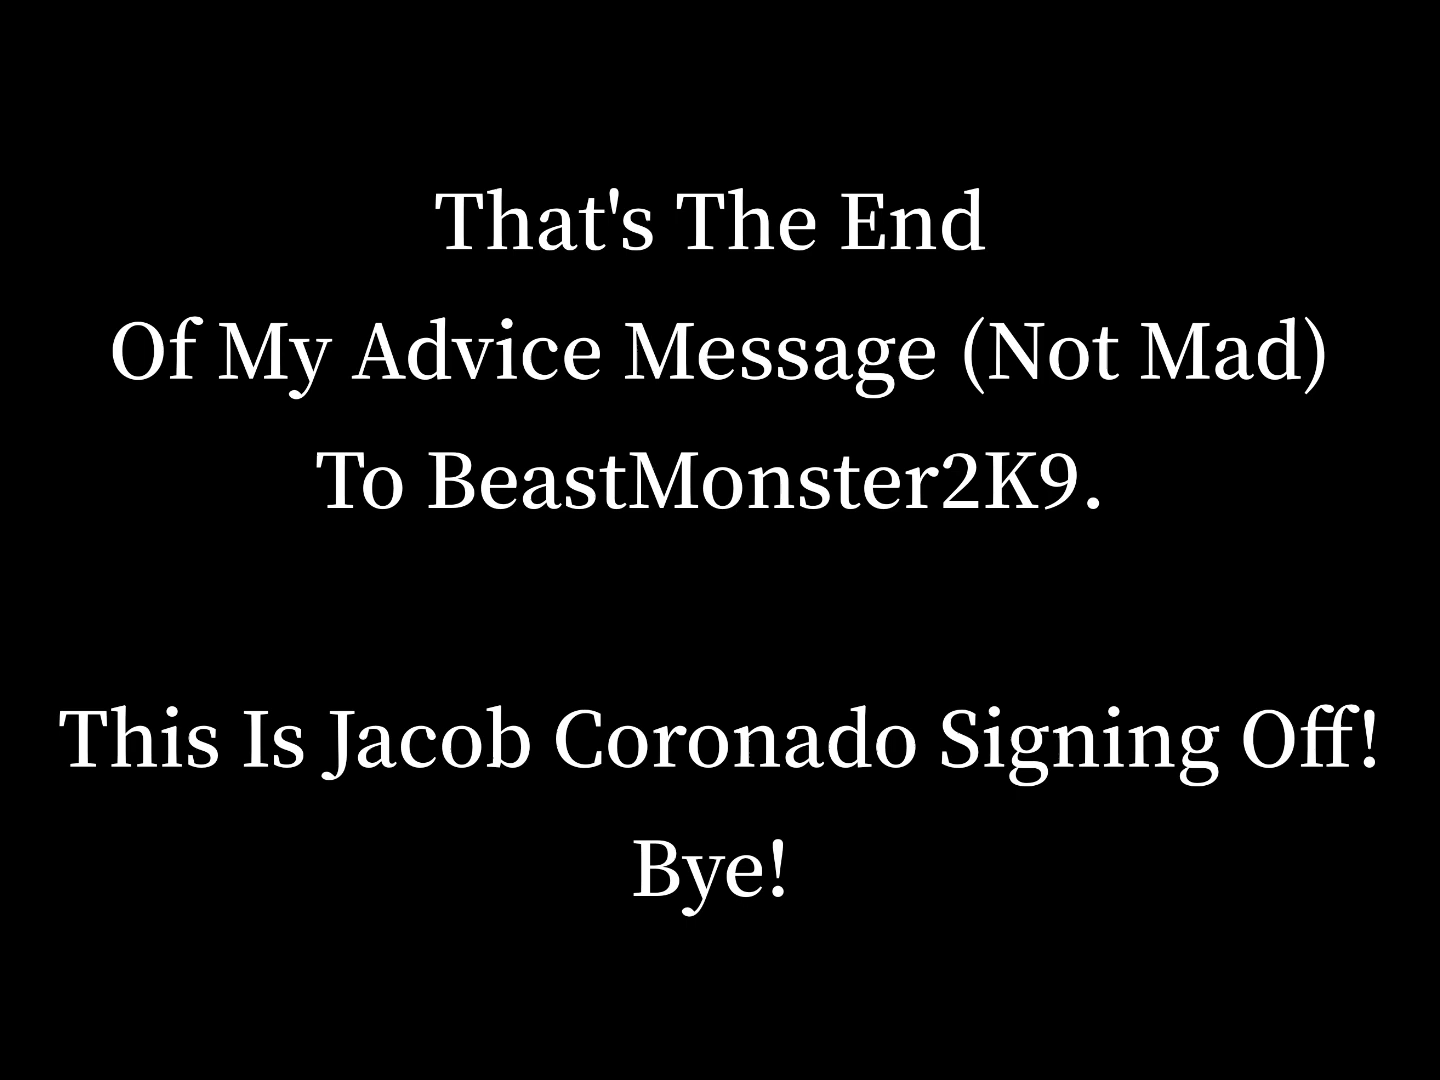 That's The End
Of My Advice Message (Not Mad)
To BeastMonster2K9.
This Is Jacob Coronado Signing Off!
Bye!